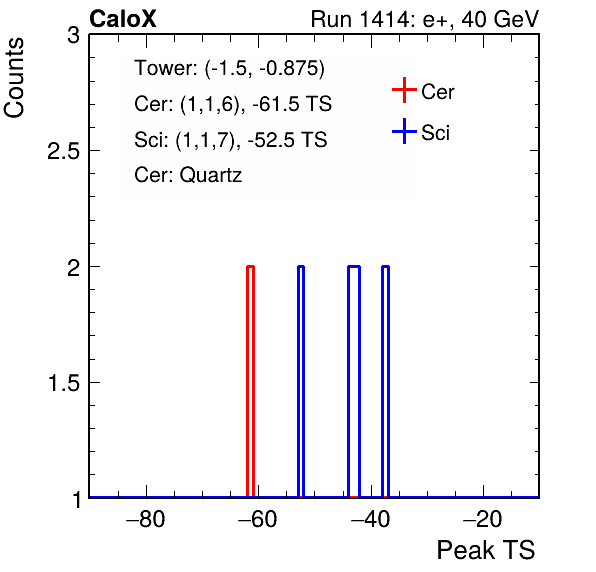 CaloX Run 1414: e+, 40 GeV
Counts
3
2.5
2
1.5
1
Tower: (-1.5, -0.875)
Cer: (1,1,6), -61.5 TS
Sci: (1,1,7), -52.5 TS
Cer: Quartz
Cer
Sci
−80 −60 −40 −20
Peak TS